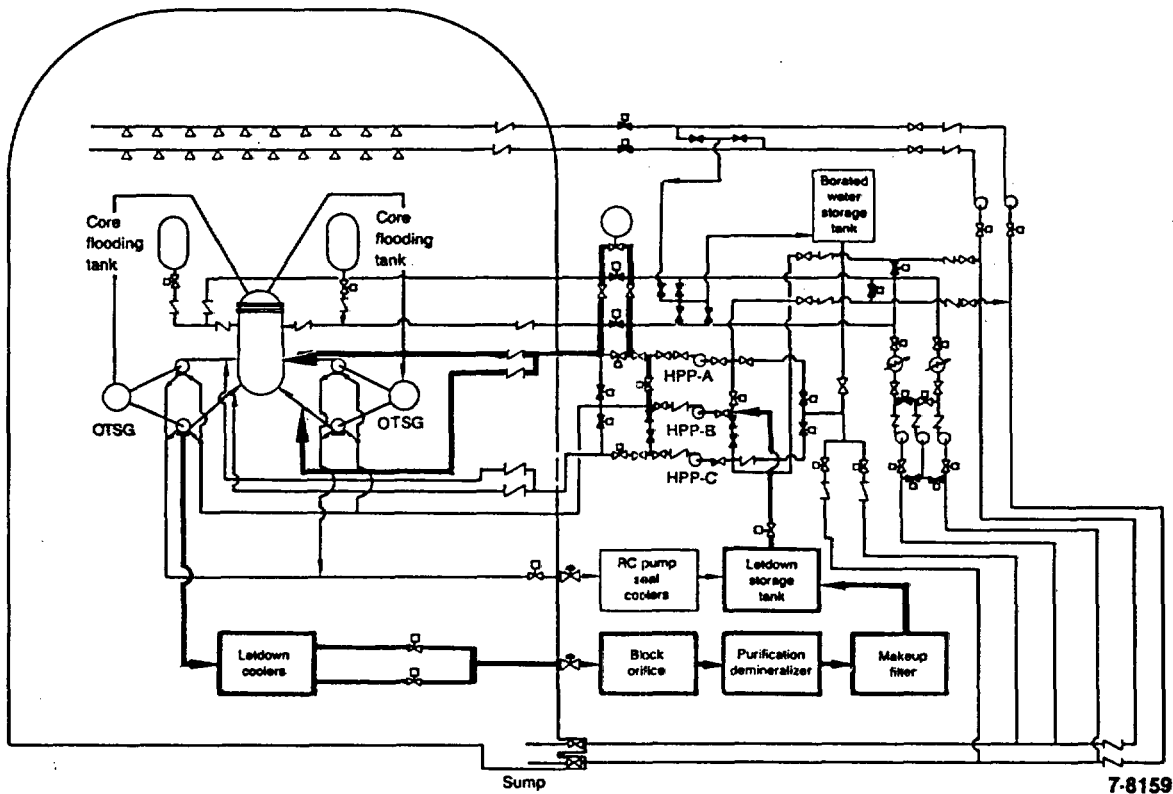 Borated
water
storage
tank
Core
flooding
tank
Core
flooding
tank
HPP-A
OTSG
OTSG
HPP-B
HPP-C
RC pump
seal
coolers
Letdown
storage
tank
Letdown
coolers
Block
orifice
Purification
demineralizer
Makeup
filter
Sump
7-8159